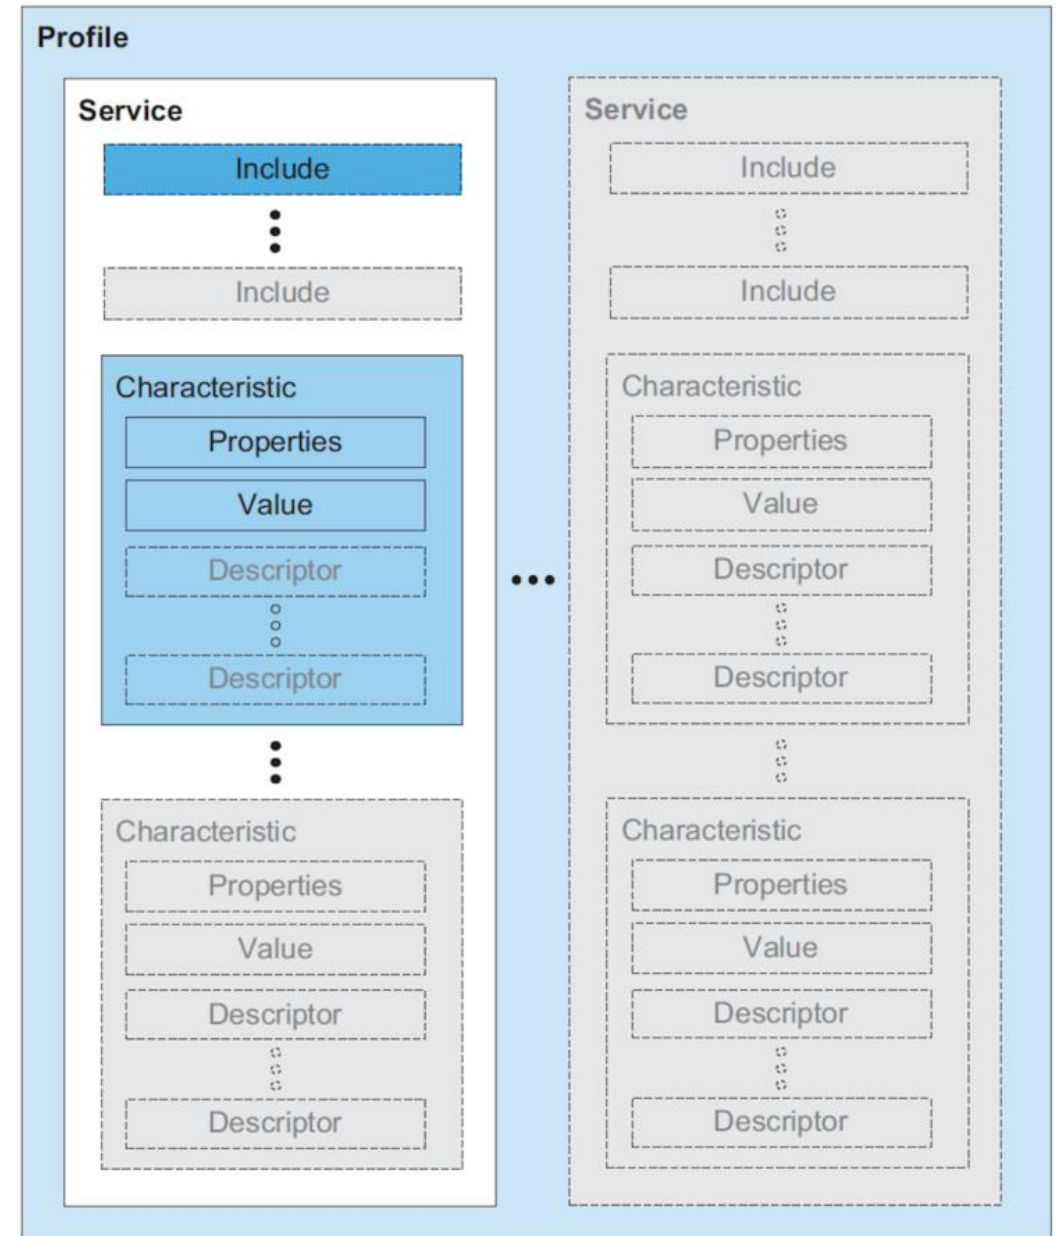 Profile
Service
Include
Include
Characteristic
Properties
Value
Descriptor
Descriptor
Characteristic
Properties
Value
Descriptor
Descriptor
Service
Include
Include
Characteristic
Properties
Value
Descriptor
Descriptor
Characteristic
Properties
Value
Descriptor
Descriptor